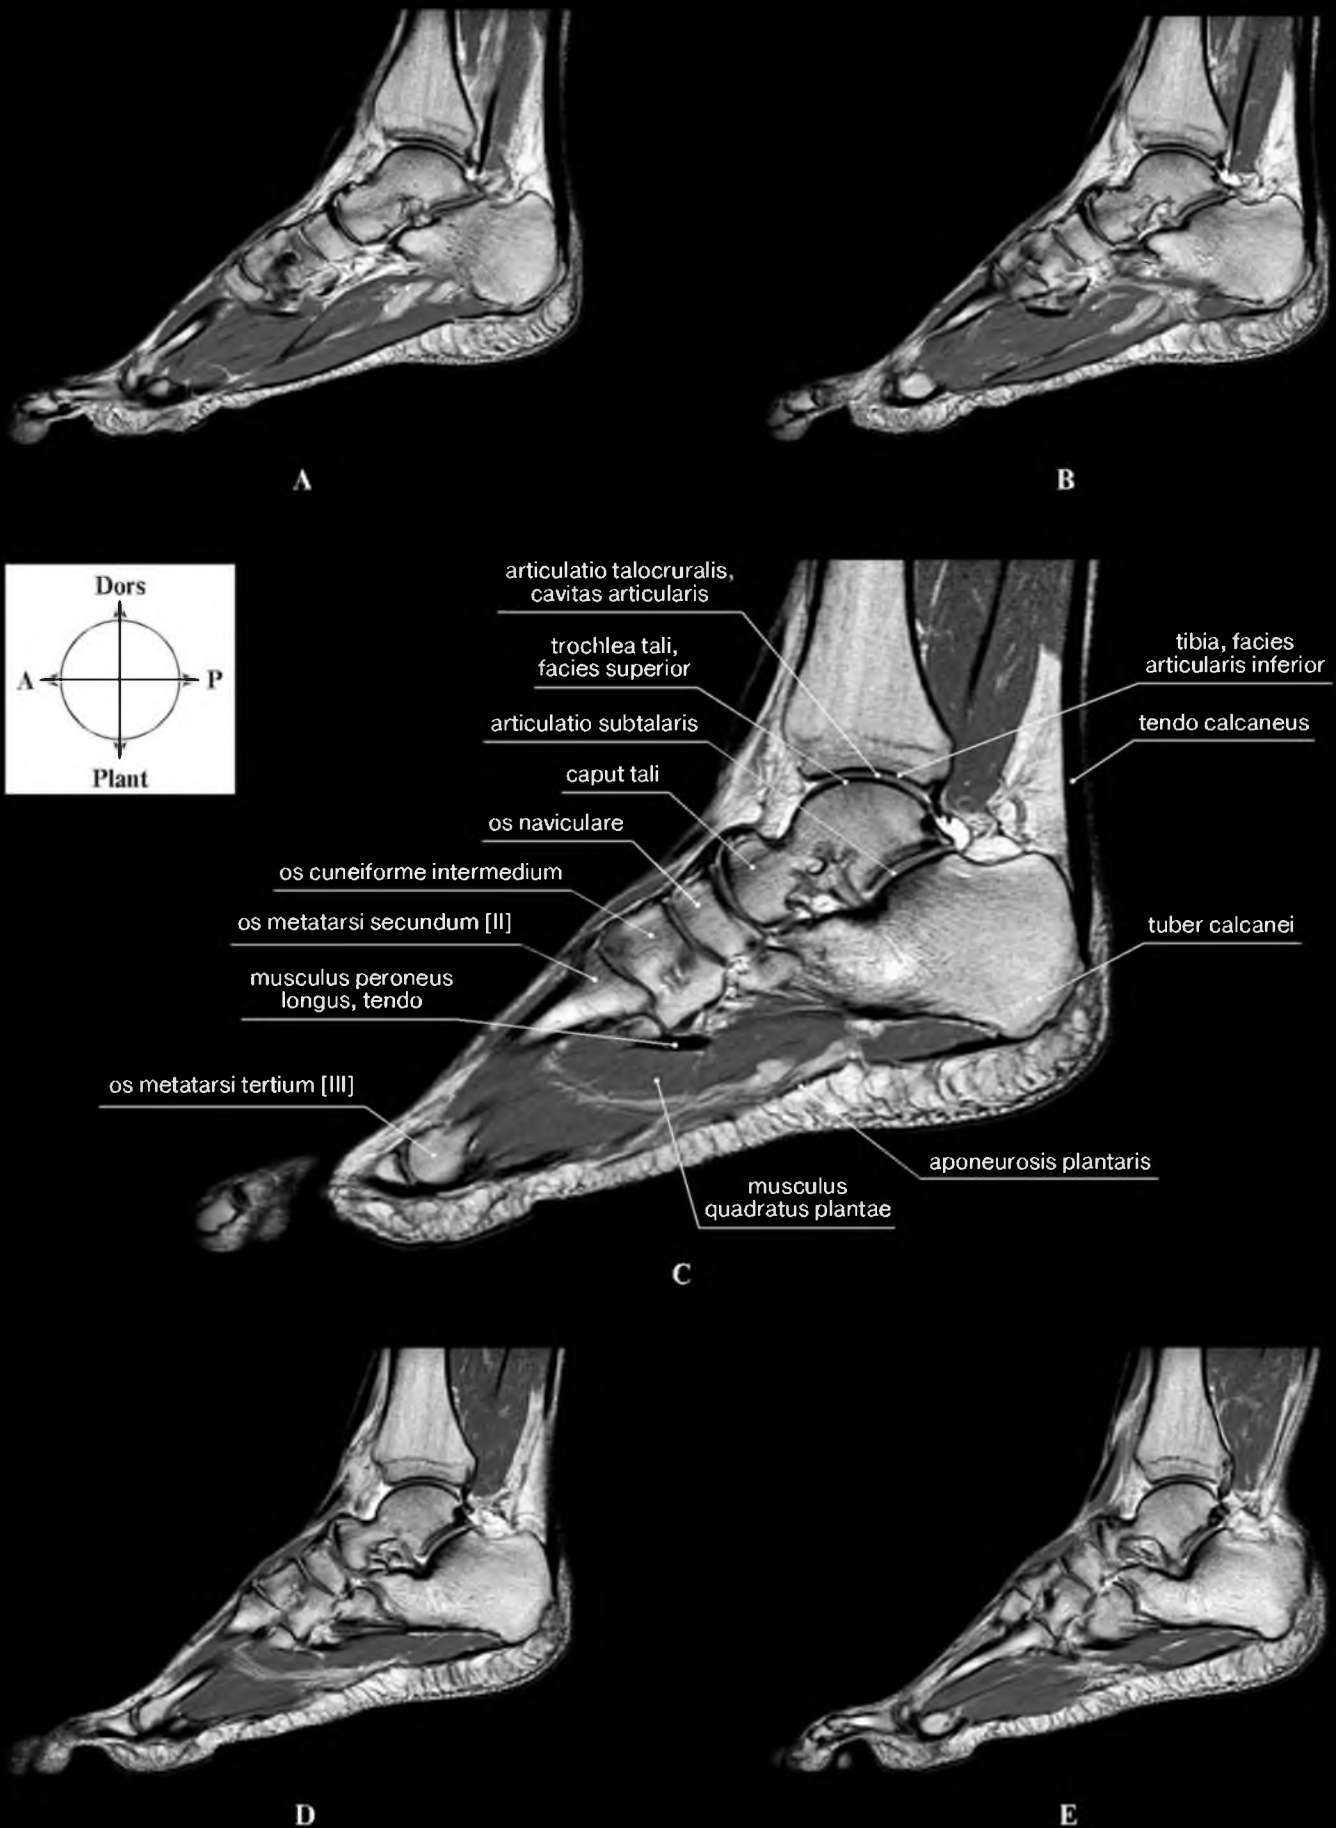 A
B
Dors
A
P
Plant
articulatio talocruralis,
cavitas articularis
trochlea tali,
facies superior
articulatio subtalaris
caput tali
os naviculare
os cuneiforme intermedium
os metatarsi secundum [II]
musculus peroneus
longus, tendo
os metatarsi tertium [III]
tibia, facies
articularis inferior
tendo calcaneus
tuber calcanei
aponeurosis plantaris
musculus
quadratus plantae
C
D
E